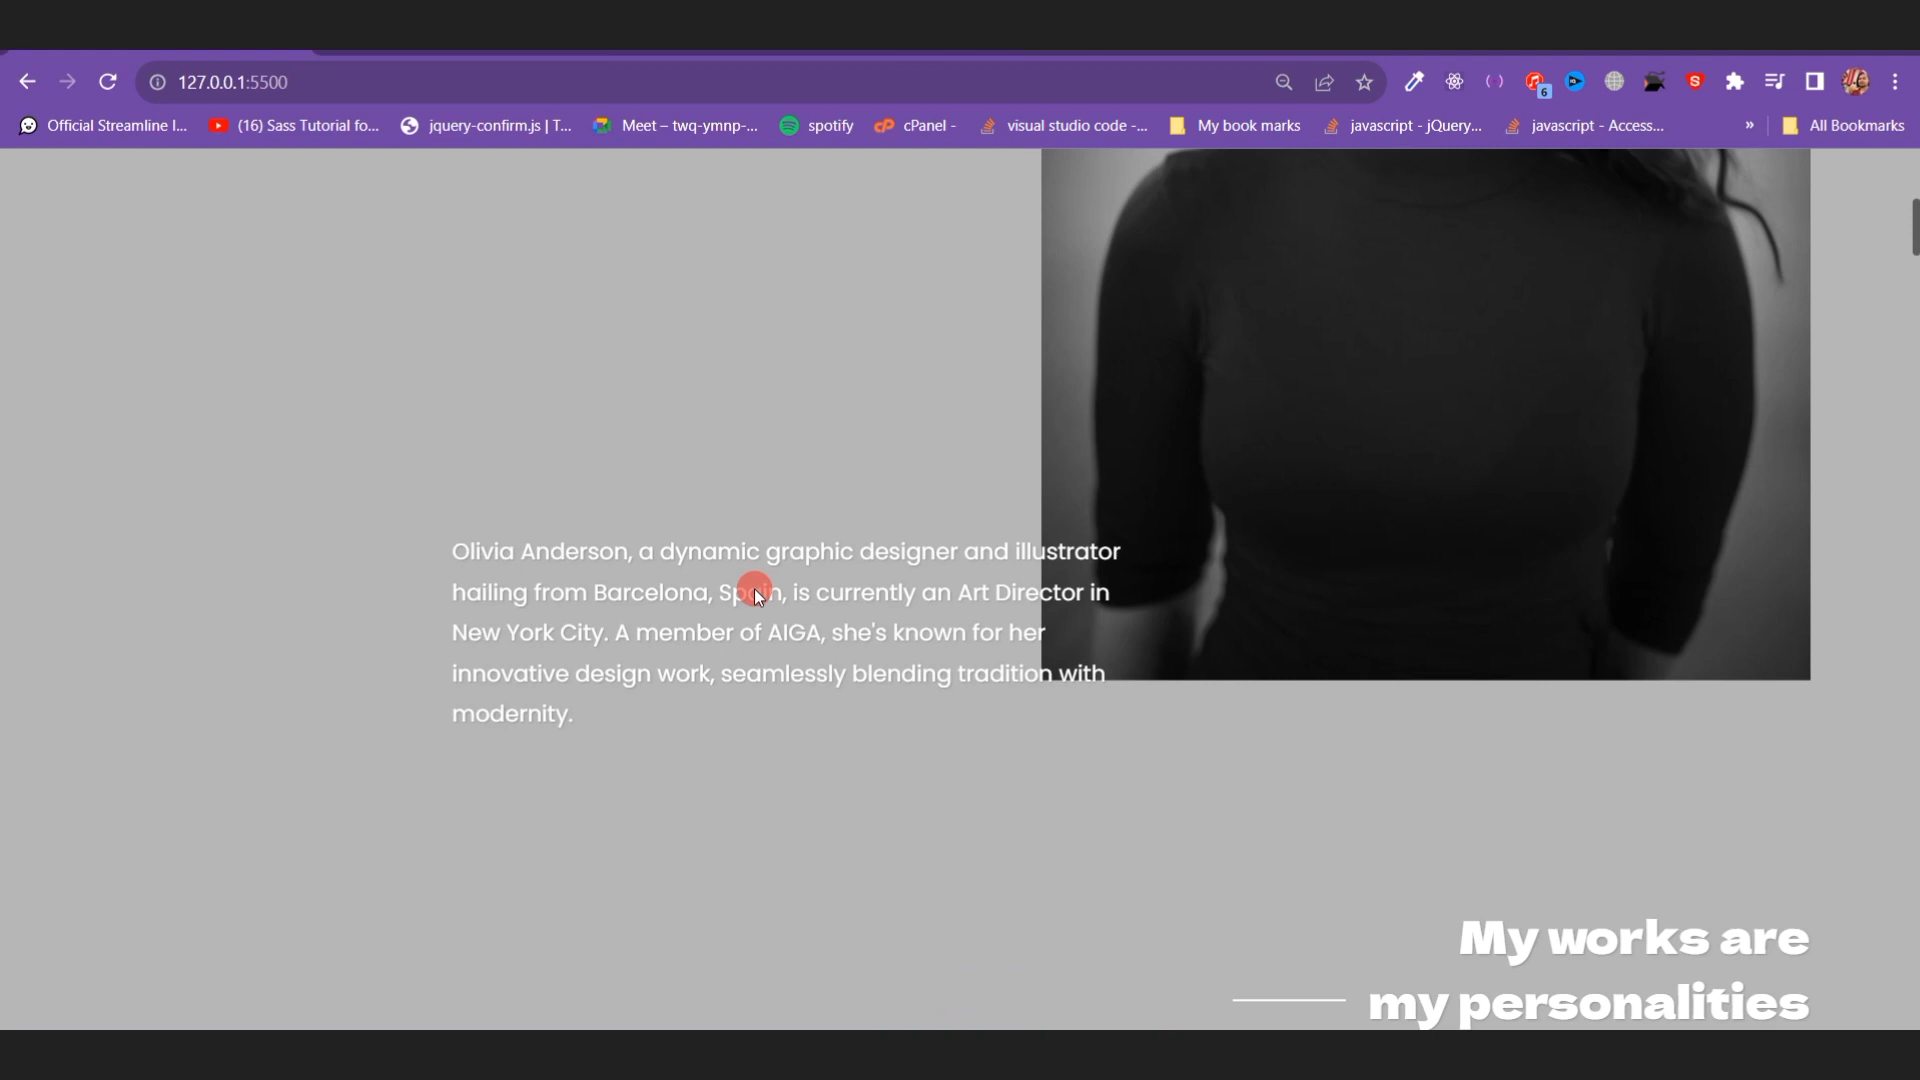 127.0.0.1:5500
6
S
Official Streamline I...
(16) Sass Tutorial fo...
jquery-confirm.js | T...
Meet – twq-ymnp-...
spotify
cPanel -
visual studio code -...
My book marks
javascript - jQuery...
javascript - Access...
»
All Bookmarks
Olivia Anderson, a dynamic graphic designer and illustrator
hailing from Barcelona, Spain, is currently an Art Director in
New York City. A member of AIGA, she's known for her
innovative design work, seamlessly blending tradition with
modernity.
My works are
my personalities